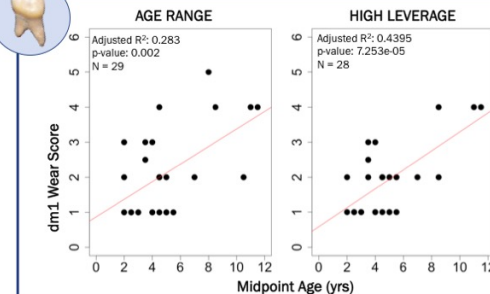 AGE RANGE
Adjusted R²: 0.283
p-value: 0.002
N = 29
dm1 Wear Score
0
1
2
3
4
5
6
0 2 4 6 8 10 12
HIGH LEVERAGE
Adjusted R²: 0.4395
p-value: 7.253e-05
N = 28
0
1
2
3
4
5
6
0 2 4 6 8 10
Midpoint Age (yrs)